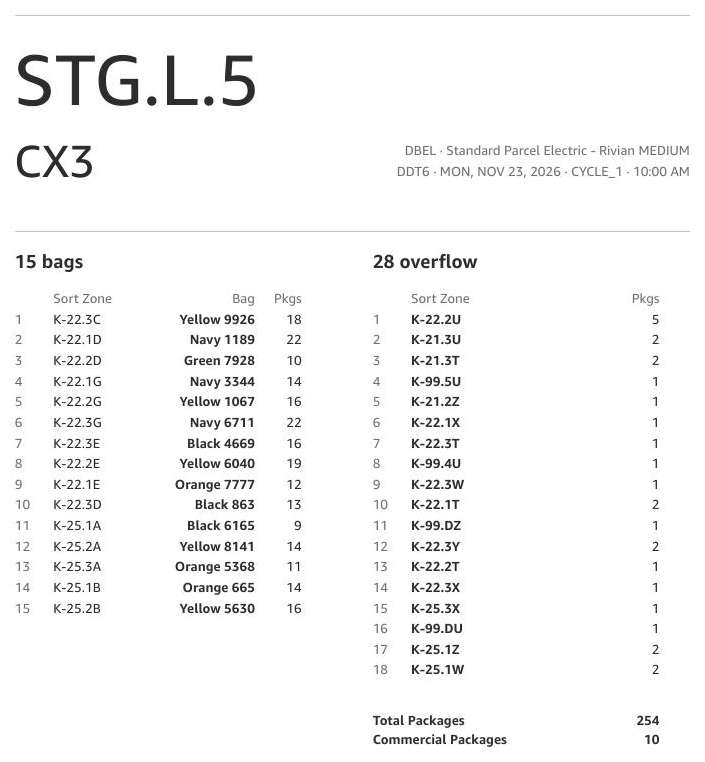 STG.L.5
CX3
DBEL · Standard Parcel Electric - Rivian MEDIUM
DDT6 · MON, NOV 23, 2026 · CYCLE_1 · 10:00 AM
15 bags
Sort Zone Bag Pkgs
1 K-22.3C Yellow 9926 18
2 K-22.1D Navy 1189 22
3 K-22.2D Green 7928 10
4 K-22.1G Navy 3344 14
5 K-22.2G Yellow 1067 16
6 K-22.3G Navy 6711 22
7 K-22.3E Black 4669 16
8 K-22.2E Yellow 6040 19
9 K-22.1E Orange 7777 12
10 K-22.3D Black 863 13
11 K-25.1A Black 6165 9
12 K-25.2A Yellow 8141 14
13 K-25.3A Orange 5368 11
14 K-25.1B Orange 665 14
15 K-25.2B Yellow 5630 16
28 overflow
Sort Zone Pkgs
1 K-22.2U 5
2 K-21.3U 2
3 K-21.3T 2
4 K-99.5U 1
5 K-21.2Z 1
6 K-22.1X 1
7 K-22.3T 1
8 K-99.4U 1
9 K-22.3W 1
10 K-22.1T 2
11 K-99.DZ 1
12 K-22.3Y 2
13 K-22.2T 1
14 K-22.3X 1
15 K-25.3X 1
16 K-99.DU 1
17 K-25.1Z 2
18 K-25.1W 2
Total Packages 254
Commercial Packages 10